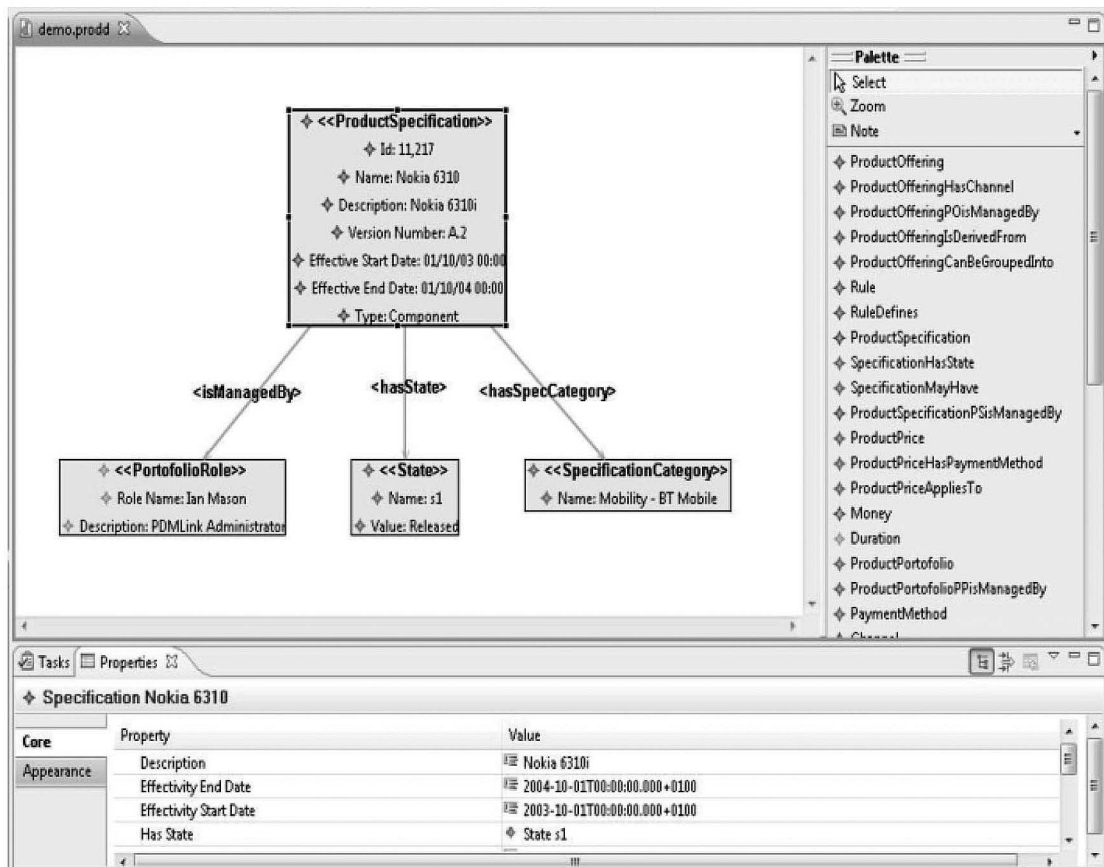 demo.prodd
<<ProductSpecification>>
Id: 11,217
Name: Nokia 6310
Description: Nokia 6310i
Version Number: A.2
Effective Start Date: 01/10/03 00:00
Effective End Date: 01/10/04 00:00
Type: Component
<isManagedBy>
<hasState>
<hasSpecCategory>
<<PortofolioRole>>
Role Name: Ian Mason
Description: PDMLink Administrator
<<State>>
Name: s1
Value: Released
<<SpecificationCategory>>
Name: Mobility - BT Mobile
Palette
Select
Zoom
Note
ProductOffering
ProductOfferingHasChannel
ProductOfferingPOisManagedBy
ProductOfferingIsDerivedFrom
ProductOfferingCanBeGroupedInto
Rule
RuleDefines
ProductSpecification
SpecificationHasState
SpecificationMayHave
ProductSpecificationPSisManagedBy
ProductPrice
ProductPriceHasPaymentMethod
ProductPriceAppliesTo
Money
Duration
ProductPortofolio
ProductPortofolioPPisManagedBy
PaymentMethod
Channel
Tasks Properties
Specification Nokia 6310
Core
Appearance
Property Value
Description Nokia 6310i
Effectivity End Date 2004-10-01T00:00:00.000+0100
Effectivity Start Date 2003-10-01T00:00:00.000+0100
Has State State s1